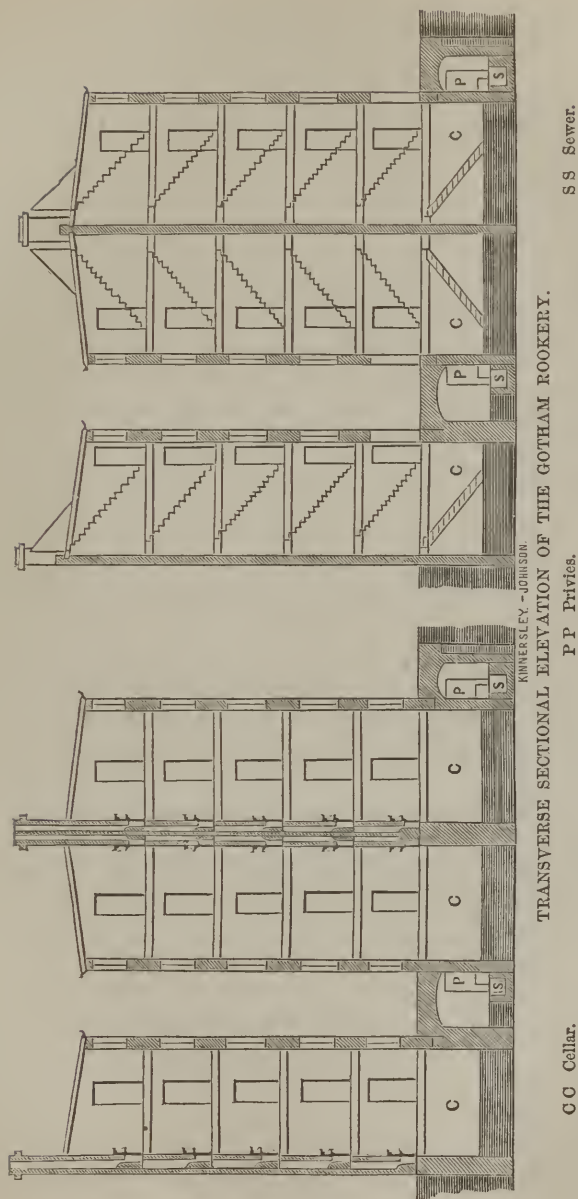 C P C C P C P C C P
S S S S
KINNERSLEY.-JOHNSON.
TRANSVERSE SECTIONAL ELEVATION OF THE GOTHAM ROOKERY.
C C Cellar. P P Privies. S S Sewer.